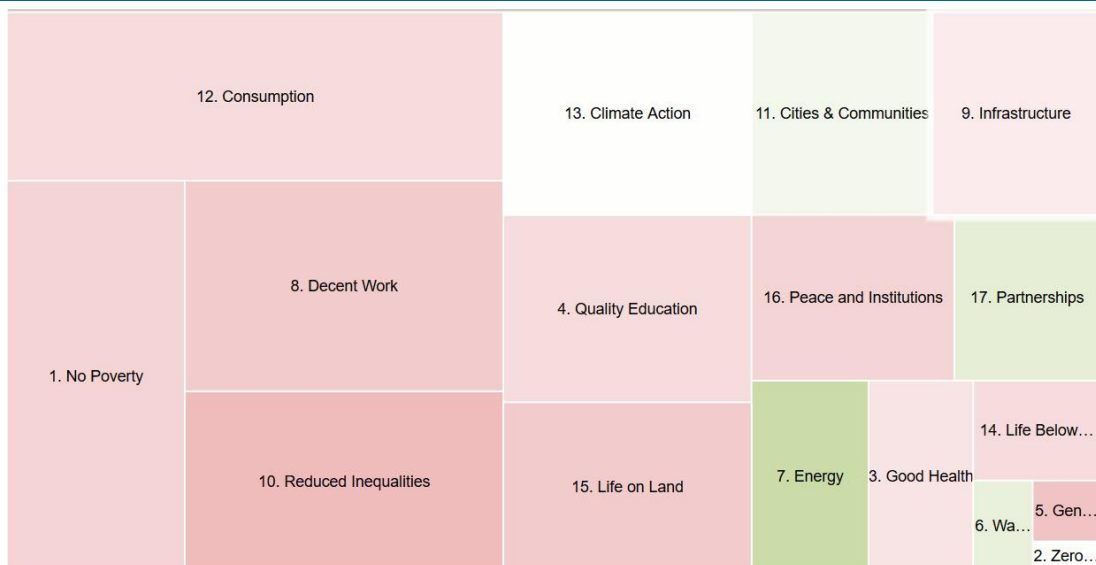 12. Consumption
13. Climate Action
11. Cities & Communities
9. Infrastructure
8. Decent Work
4. Quality Education
16. Peace and Institutions
17. Partnerships
1. No Poverty
14. Life Below...
10. Reduced Inequalities
15. Life on Land
7. Energy
3. Good Health
5. Gen...
6. Wa...
2. Zero...